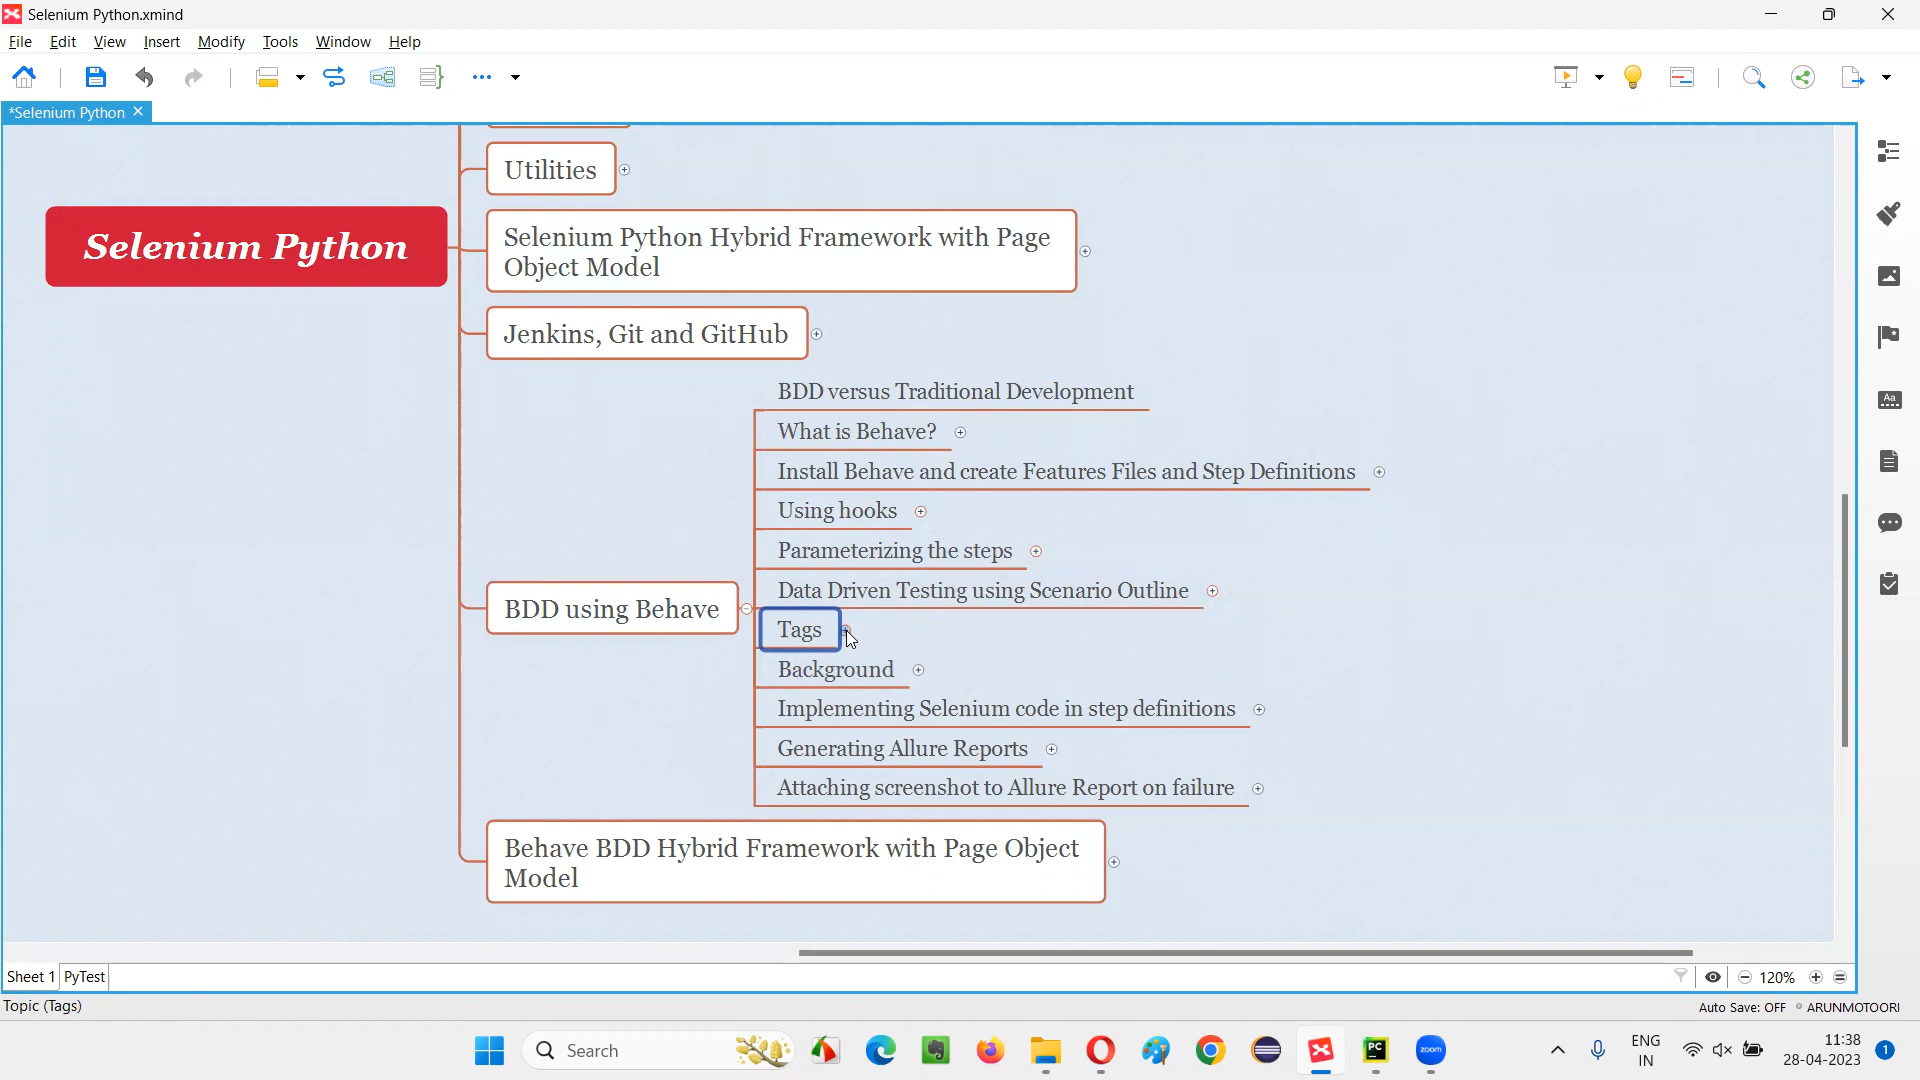 Selenium Python.xmind
File Edit View Insert Modify Tools Window Help
*Selenium Python
Utilities
Selenium Python
Selenium Python Hybrid Framework with Page
Object Model
Jenkins, Git and GitHub
BDD versus Traditional Development
What is Behave?
Install Behave and create Features Files and Step Definitions
Using hooks
Parameterizing the steps
Data Driven Testing using Scenario Outline
BDD using Behave
Tags
Background
Implementing Selenium code in step definitions
Generating Allure Reports
Attaching screenshot to Allure Report on failure
Behave BDD Hybrid Framework with Page Object
Model
Sheet 1 PyTest
120%
Topic (Tags)
Auto Save: OFF ARUNMOTOORI
Search
PC
zoom
ENG
IN
11:38
28-04-2023
1
Aa